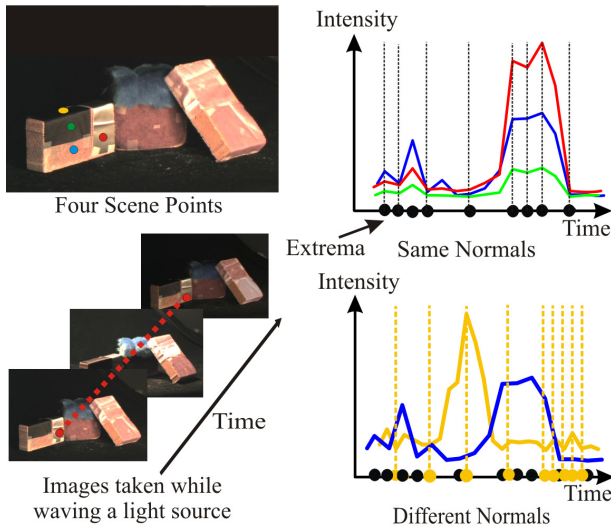 Four Scene Points
Intensity
Time
Extrema
Same Normals
Time
Images taken while
waving a light source
Intensity
Time
Different Normals